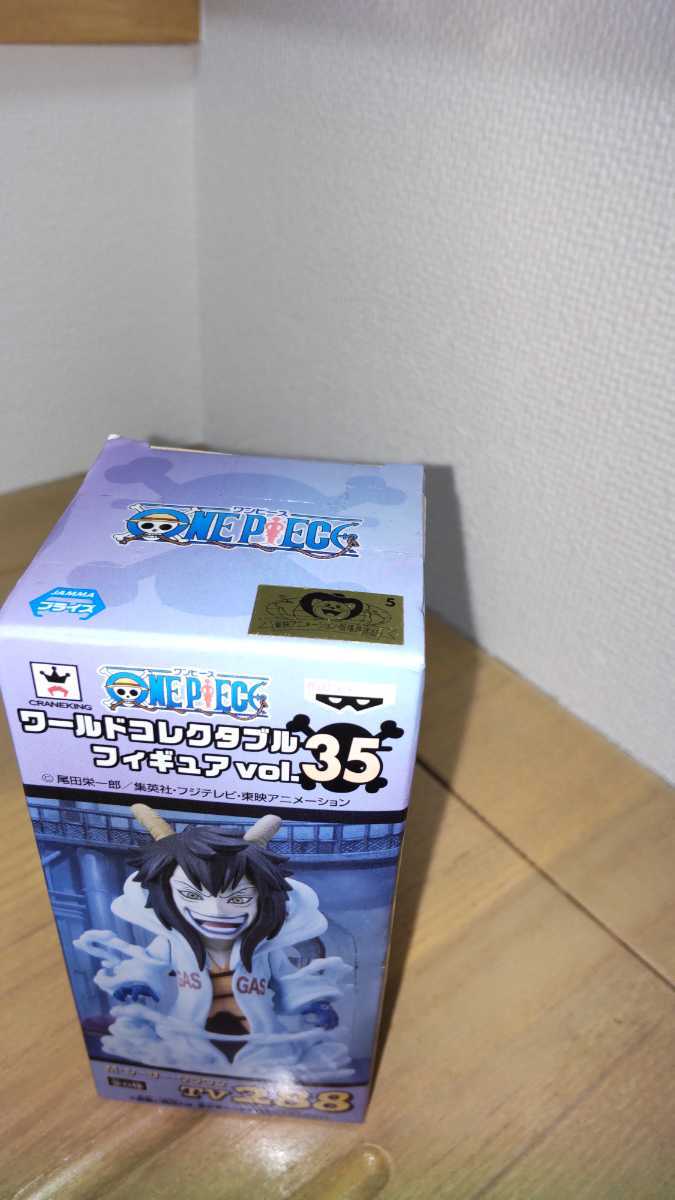 ワンピース
ONE PIECE
JAMMA
プライズ
5
CRANEKING
ワンピース
ONE PIECE
ワールドコレクタブル
フィギュア vol.35
© 尾田栄一郎／集英社・フジテレビ・東映アニメーション
GAS GAS
TV 288